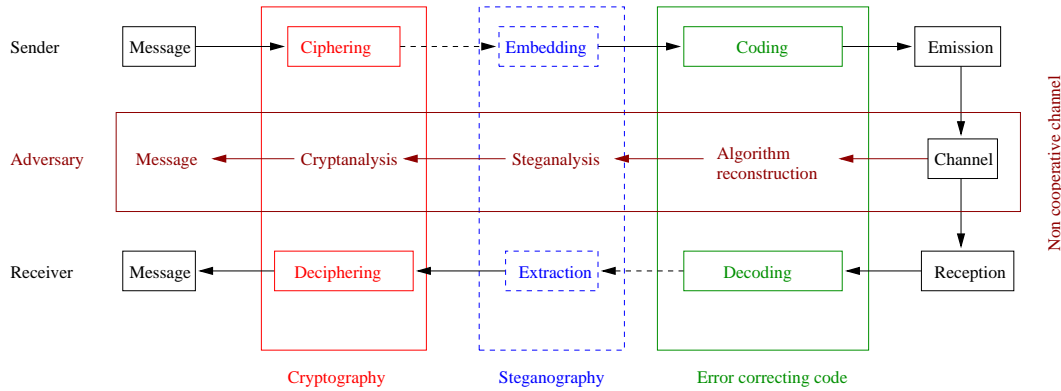 Sender
Message
Ciphering
Embedding
Coding
Emission
Adversary
Message
Cryptanalysis
Steganalysis
Algorithm
reconstruction
Channel
Non cooperative channel
Receiver
Message
Deciphering
Extraction
Decoding
Reception
Cryptography
Steganography
Error correcting code